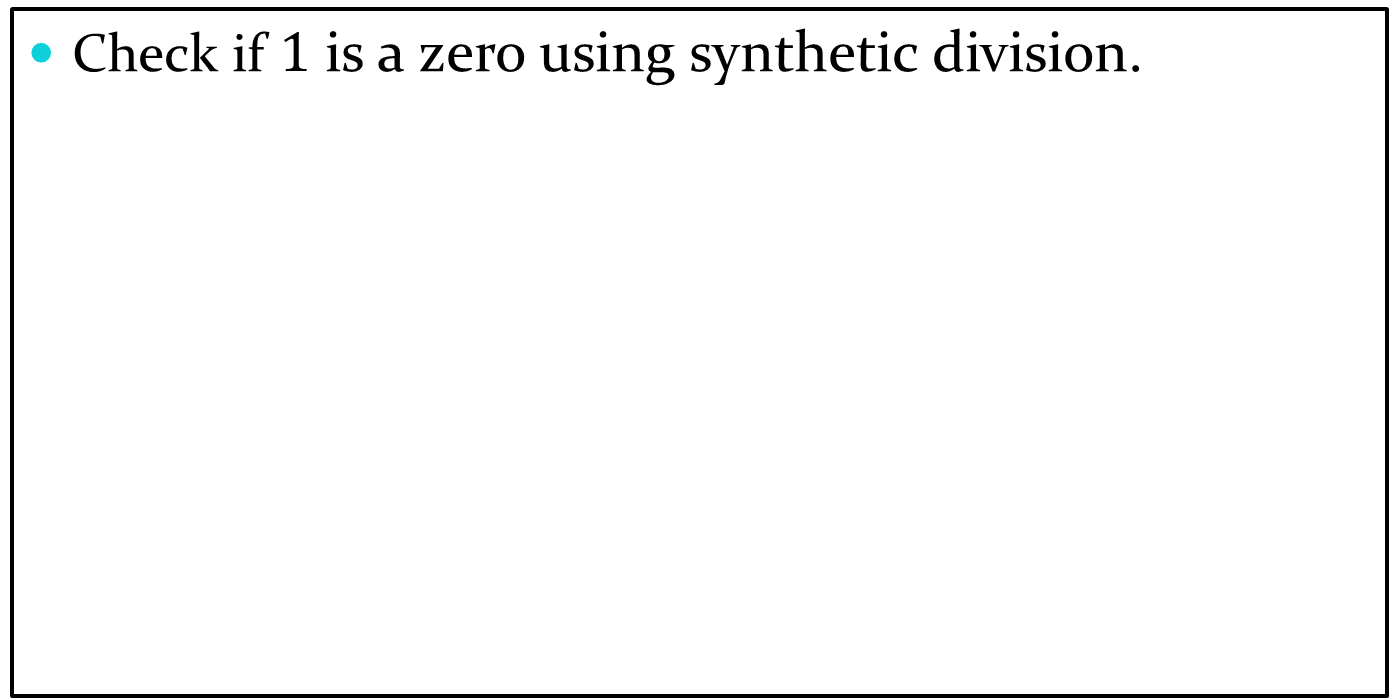 • Check if 1 is a zero using synthetic division.